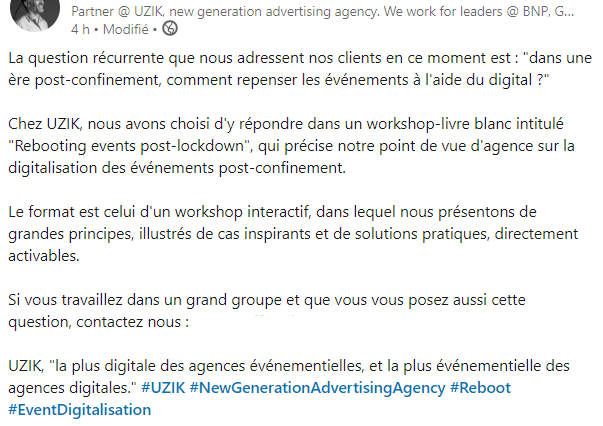 Partner @ UZIK, new generation advertising agency. We work for leaders @ BNP, G...
4 h • Modifié •
La question récurrente que nous adressent nos clients en ce moment est : "dans une
ère post-confinement, comment repenser les événements à l'aide du digital ?"
Chez UZIK, nous avons choisi d'y répondre dans un workshop-livre blanc intitulé
"Rebooting events post-lockdown", qui précise notre point de vue d'agence sur la
digitalisation des événements post-confinement.
Le format est celui d'un workshop interactif, dans lequel nous présentons de
grandes principes, illustrés de cas inspirants et de solutions pratiques, directement
activables.
Si vous travaillez dans un grand groupe et que vous vous posez aussi cette
question, contactez nous :
UZIK, "la plus digitale des agences événementielles, et la plus événementielle des
agences digitales." #UZIK #NewGenerationAdvertisingAgency #Reboot
#EventDigitalisation